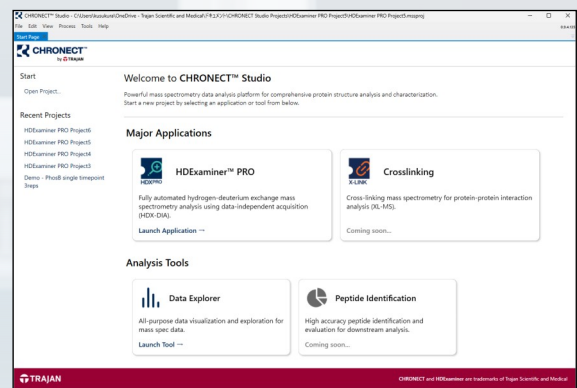 CHRONECT™ Studio - C:\Users\kusukure\OneDrive - Trajan Scientific and Medical\ドキュメント\CHRONECT Studio Projects\HDExaminer PRO Project5\HDExaminer PRO Project5.mssproj
File Edit View Process Tools Help
Start Page
CHRONECT™
by TRAJAN
Start
Open Project...
Recent Projects
HDExaminer PRO Project6
HDExaminer PRO Project5
HDExaminer PRO Project4
HDExaminer PRO Project3
Demo - PhosB single timepoint
3reps
Welcome to CHRONECT™ Studio
Powerful mass spectrometry data analysis platform for comprehensive protein structure analysis and characterization.
Start a new project by selecting an application or tool from below.
Major Applications
HDXPRO
HDExaminer™ PRO
Fully automated hydrogen-deuterium exchange mass
spectrometry analysis using data-independent acquisition
(HDX-DIA).
Launch Application →
X-LINK
Crosslinking
Cross-linking mass spectrometry for protein-protein interaction
analysis (XL-MS).
Coming soon...
Analysis Tools
Data Explorer
All-purpose data visualization and exploration for
mass spec data.
Launch Tool →
Peptide Identification
High accuracy peptide identification and
evaluation for downstream analysis.
Coming soon...
TRAJAN
CHRONECT and HDExaminer are trademarks of Trajan Scientific and Medical